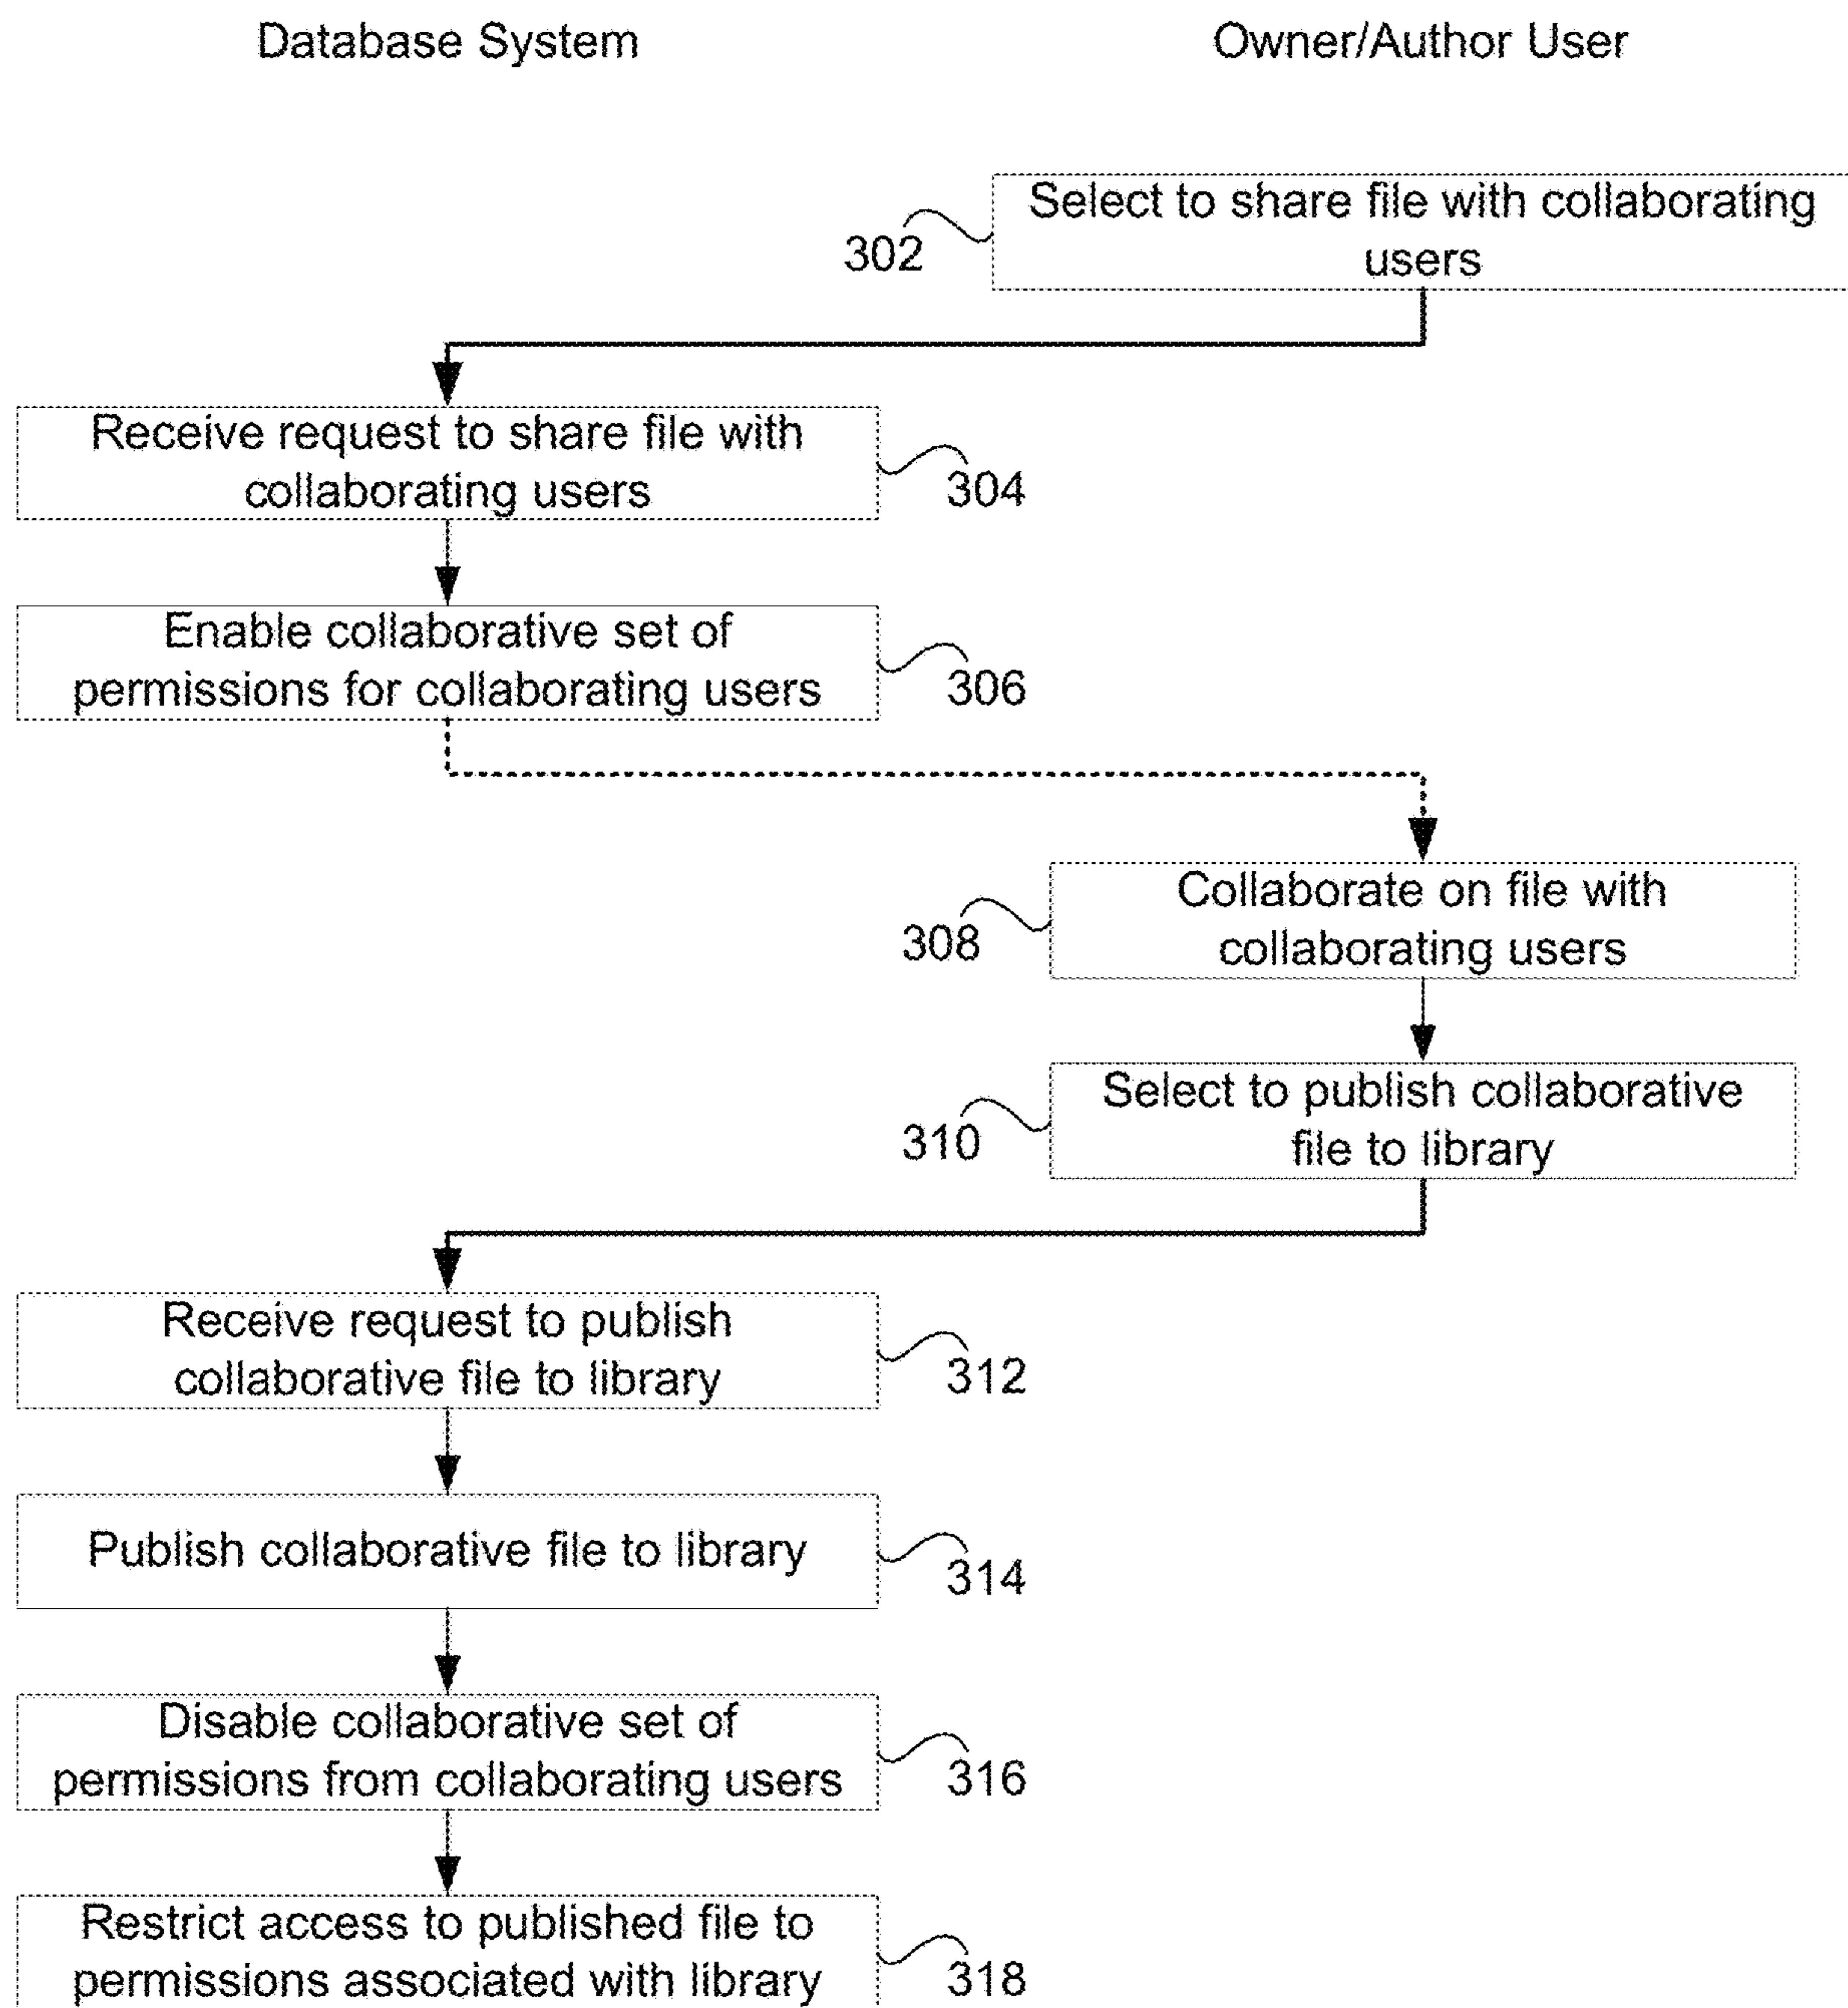 Database System
Owner/Author User
Select to share file with collaborating
users
302
Receive request to share file with
collaborating users
304
Enable collaborative set of
permissions for collaborating users
306
Collaborate on file with
collaborating users
308
Select to publish collaborative
file to library
310
Receive request to publish
collaborative file to library
312
Publish collaborative file to library
314
Disable collaborative set of
permissions from collaborating users
316
Restrict access to published file to
permissions associated with library
318